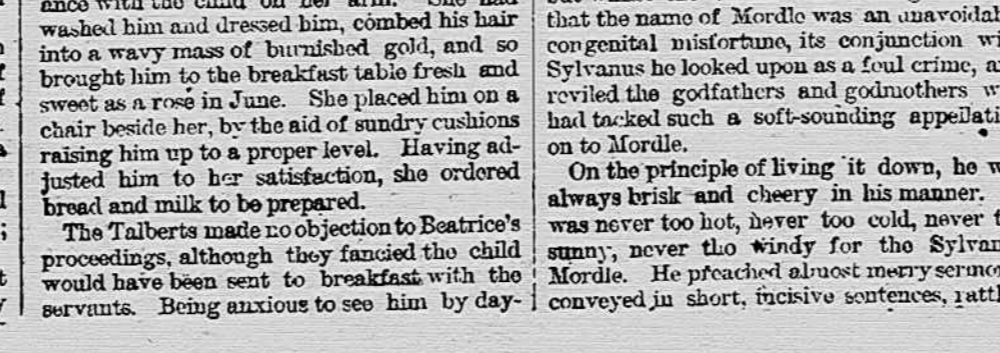 ance with the child on her arm. She had
washed him and dressed him, combed his hair
into a wavy mass of burnished gold, and so
brought him to the breakfast table fresh and
sweet as a rose in June. She placed him on a
chair beside her, by the aid of sundry cushions
raising him up to a proper level. Having ad-
justed him to her satisfaction, she ordered
bread and milk to be prepared.
The Talberts made no objection to Beatrice's
proceedings, although they fancied the child
would have been sent to breakfast with the
servants. Being anxious to see him by day-
that the name of Mordle was an unavoidal
congenital misfortune, its conjunction wi
Sylvanus he looked upon as a foul crime, a
reviled the godfathers and godmothers w
had tacked such a soft-sounding appellati
on to Mordle.
On the principle of living it down, he w
always brisk and cheery in his manner.
was never too hot, never too cold, never t
sunny, never too windy for the Sylvan
Mordle. He preached almost merry sermo
conveyed in short, incisive sentences, rattl